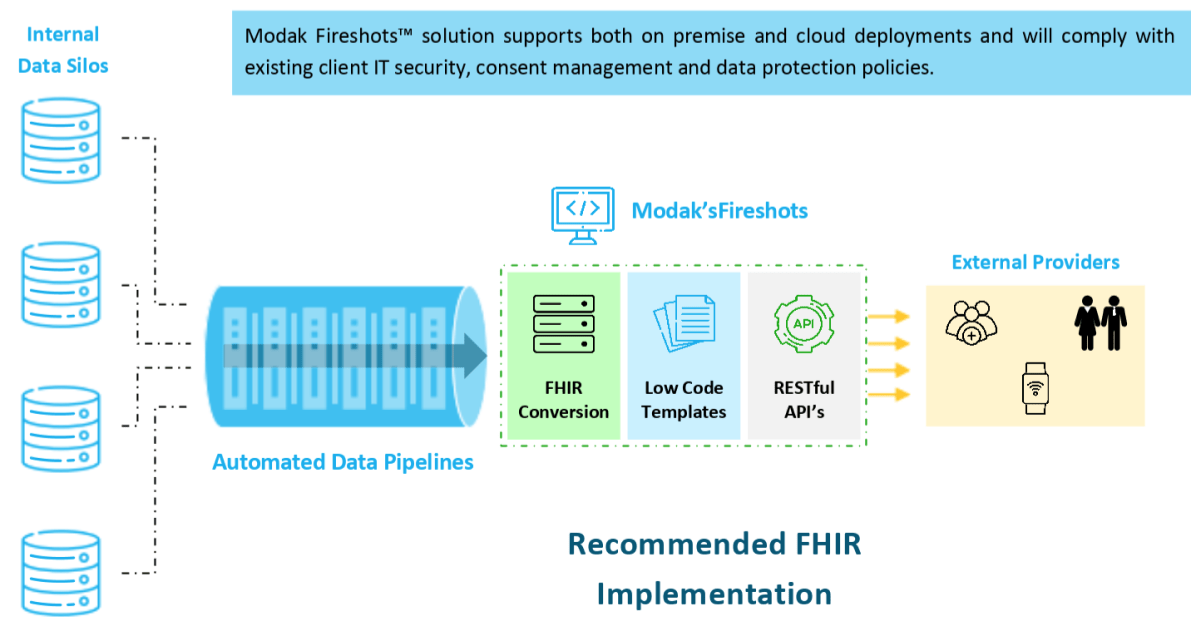 Internal
Data Silos
Modak Fireshots™ solution supports both on premise and cloud deployments and will comply with
existing client IT security, consent management and data protection policies.
</>
Modak'sFireshots
External Providers
API
FHIR
Conversion
Low Code
Templates
RESTful
API's
Automated Data Pipelines
Recommended FHIR
Implementation